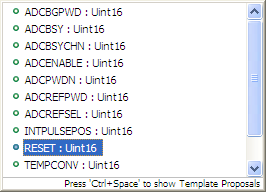 ADCBGPWD : Uint16
ADCBSY : Uint16
ADCBSYCHN : Uint16
ADCENABLE : Uint16
ADCPWDN : Uint16
ADCREFPWD : Uint16
ADCREFSEL : Uint16
INTPULSEPOS : Uint16
RESET : Uint16
TEMPCONV : Uint16
Press 'Ctrl+Space' to show Template Proposals